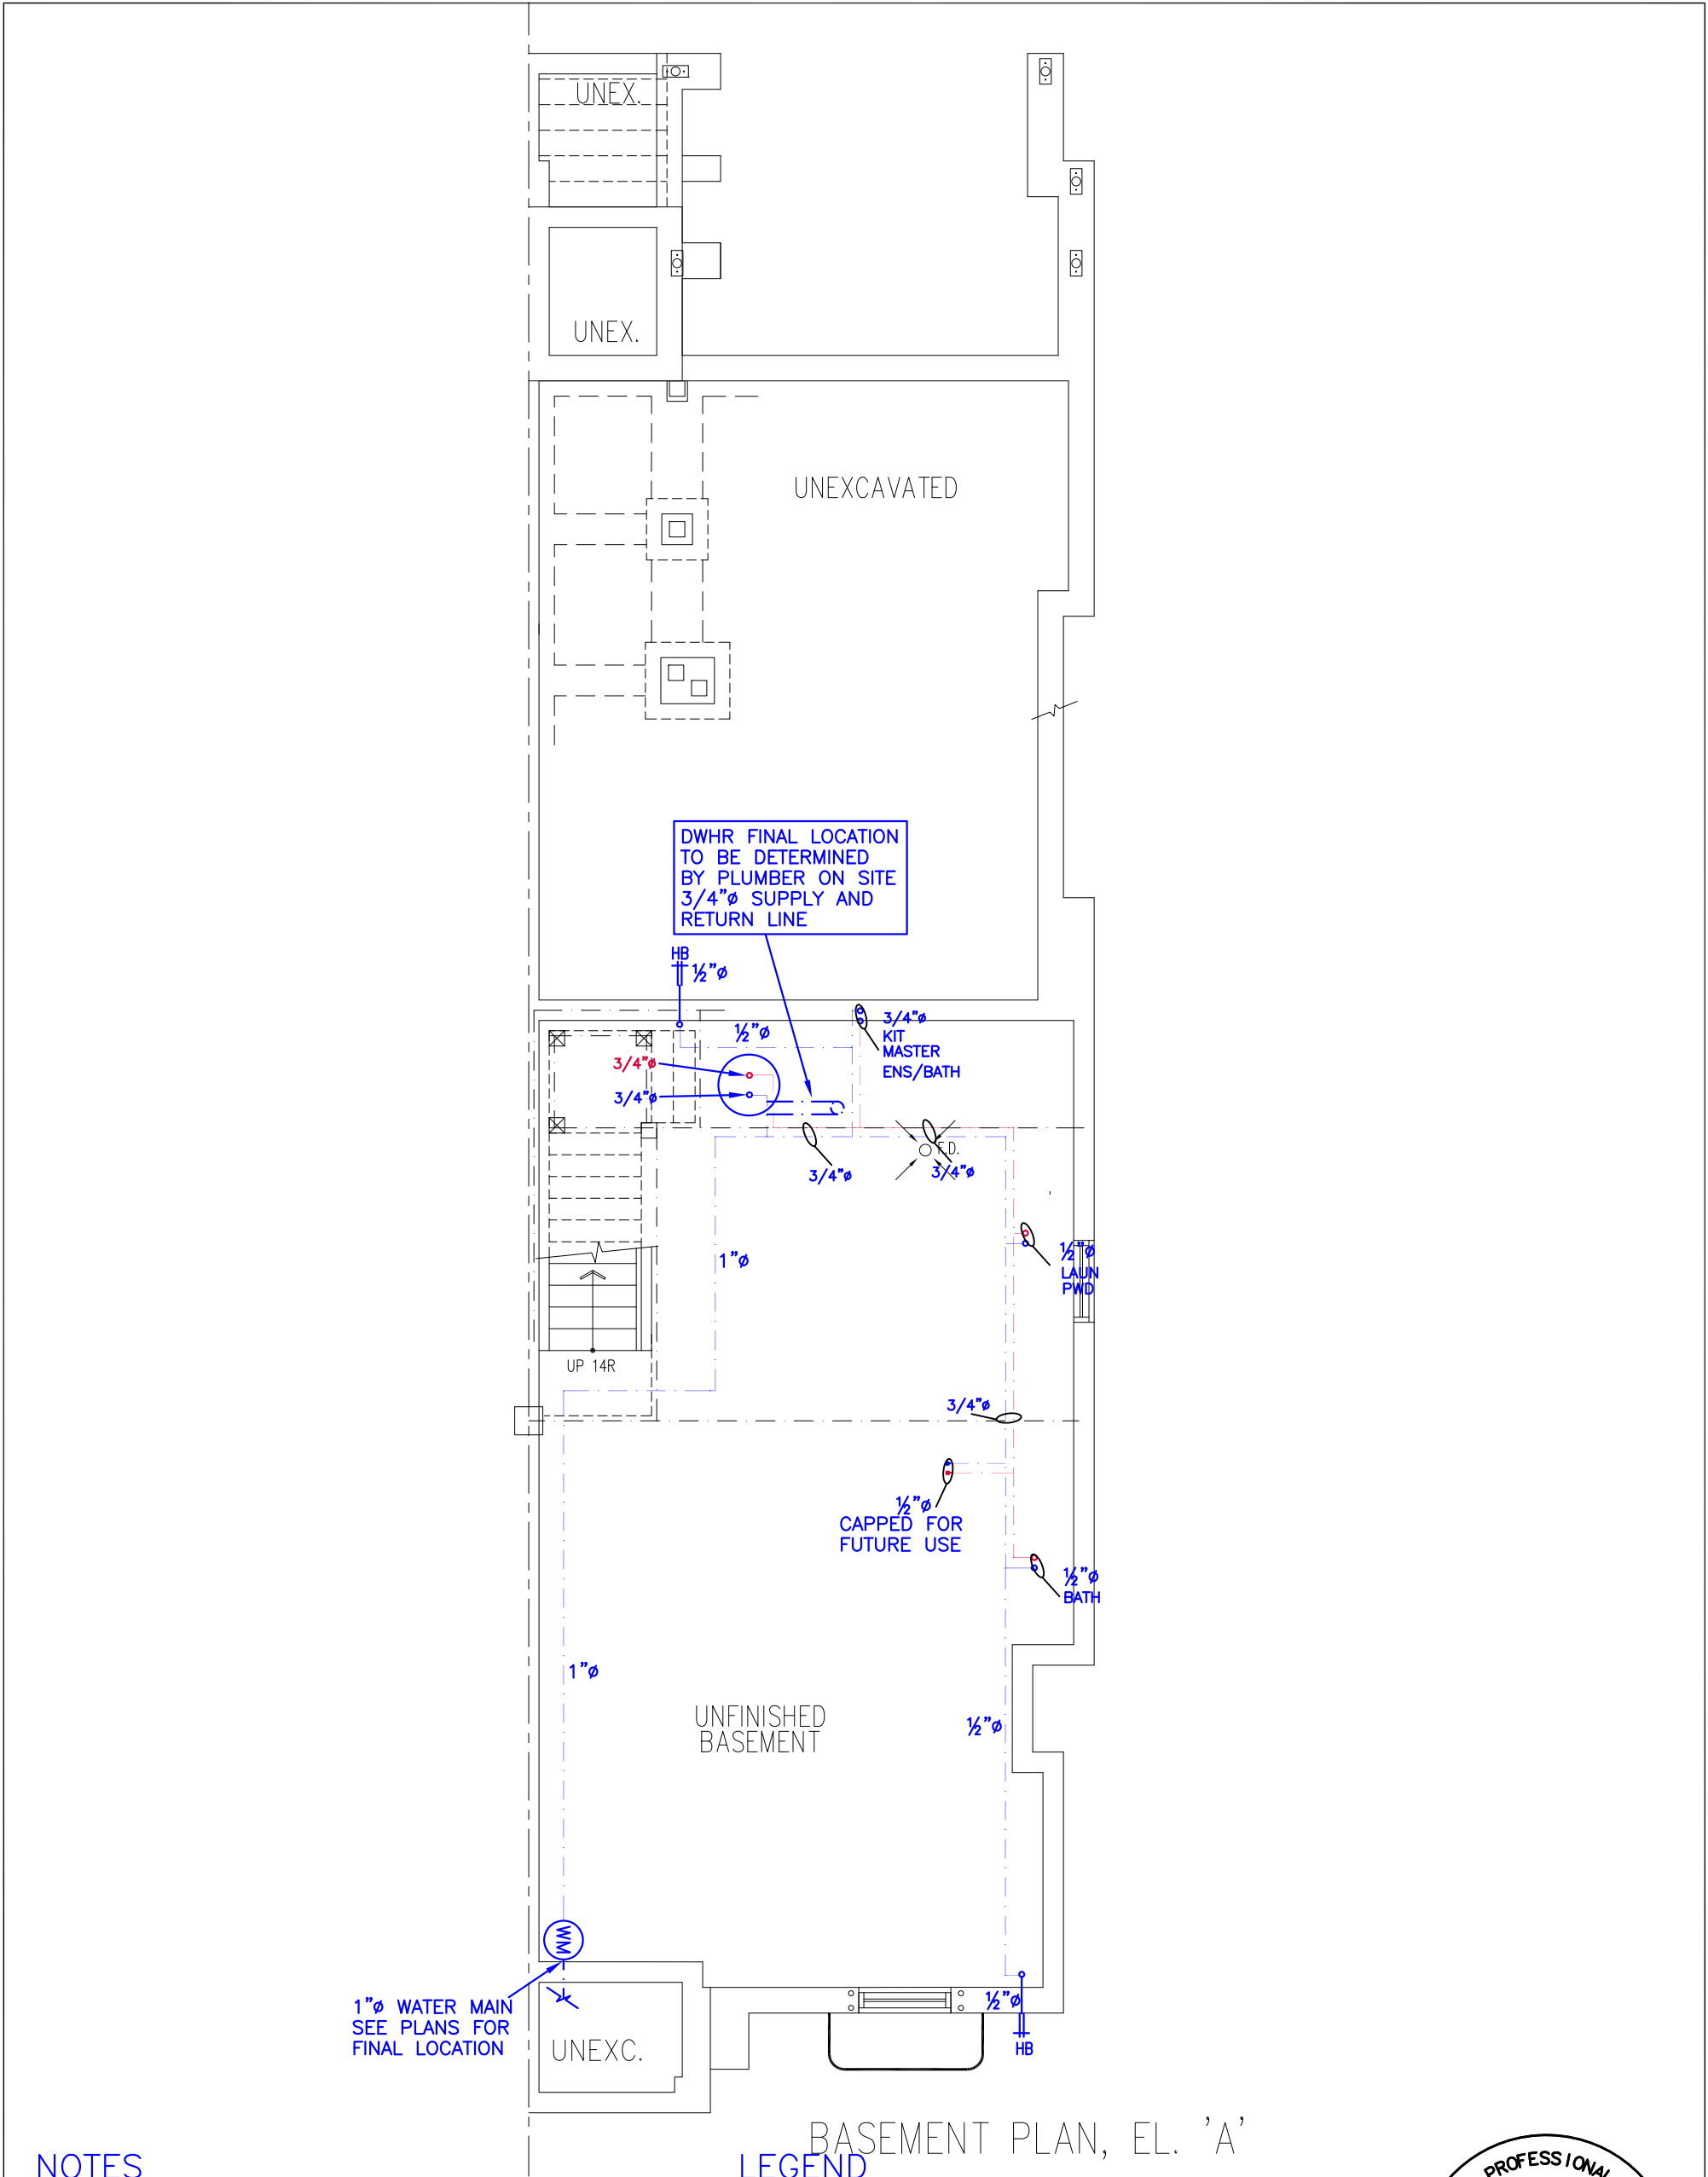 UNEX.
UNEX.
UNEXCAVATED
DWHR FINAL LOCATION
TO BE DETERMINED
BY PLUMBER ON SITE
3/4"ø SUPPLY AND
RETURN LINE
HB
½"ø
½"ø
3/4"ø
KIT
MASTER
ENS/BATH
3/4"ø
3/4"ø
F.D.
3/4"ø
3/4"ø
1"ø
½"ø
LAUN
PWD
UP 14R
3/4"ø
½"ø
CAPPED FOR
FUTURE USE
½"ø
BATH
1"ø
UNFINISHED
BASEMENT
½"ø
WM
1"ø WATER MAIN
SEE PLANS FOR
FINAL LOCATION
½"ø
HB
UNEXC.
BASEMENT PLAN, EL. 'A'
NOTES
LEGEND
PROFESSIONAL